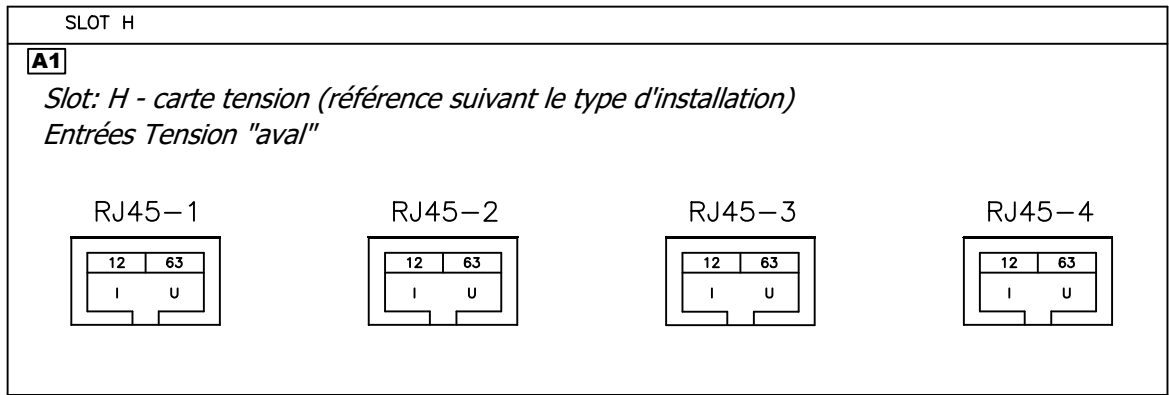 SLOT H
A1
Slot: H - carte tension (référence suivant le type d'installation)
Entrées Tension "aval"
RJ45-1 RJ45-2 RJ45-3 RJ45-4
12 63 12 63 12 63 12 63
I U I U I U I U